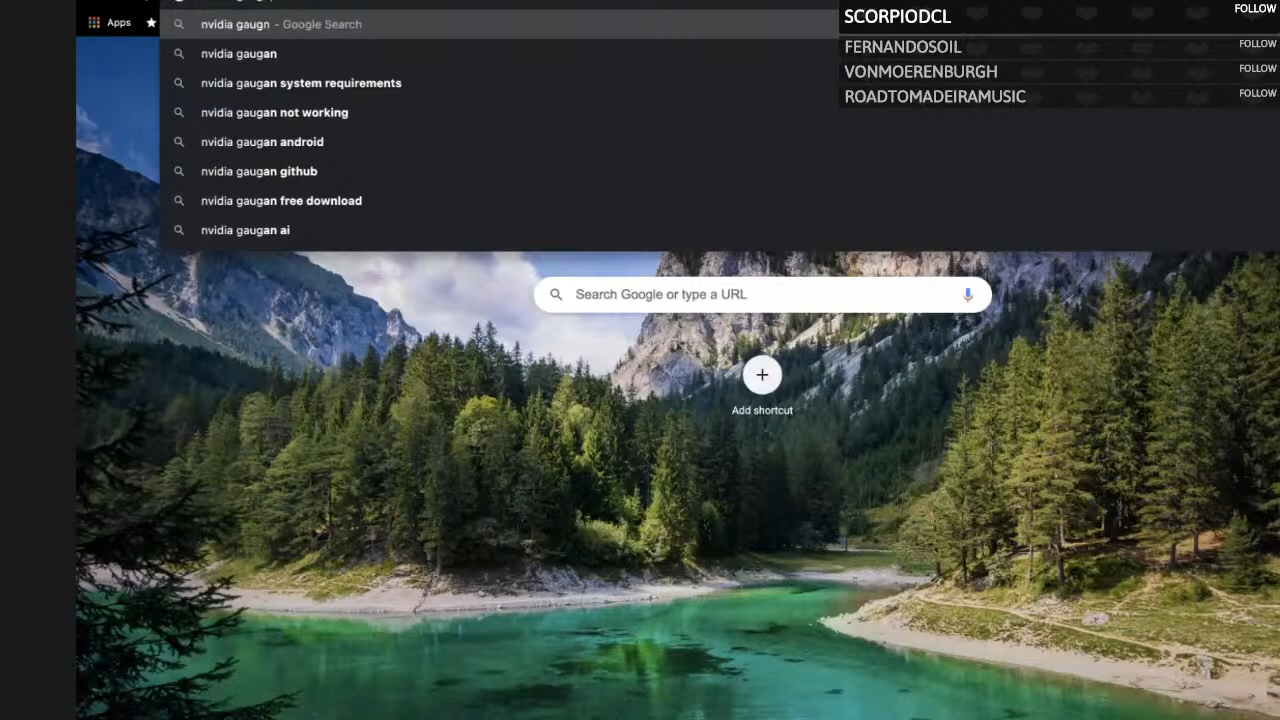 Apps
nvidia gaugn - Google Search
nvidia gaugan
nvidia gaugan system requirements
nvidia gaugan not working
nvidia gaugan android
nvidia gaugan github
nvidia gaugan free download
nvidia gaugan ai
SCORPIODCL FOLLOW
FERNANDOSOIL FOLLOW
VONMOERENBURGH FOLLOW
ROADTOMADEIRAMUSIC FOLLOW
Search Google or type a URL
Add shortcut